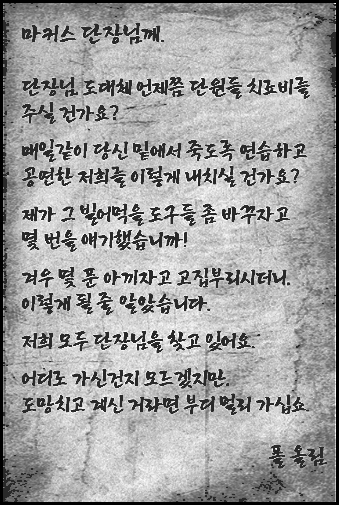 마커스 단장님께.
단장님 도대체 언제쯤 단원들 치료비를
주실 건가요?
매일같이 당신 밑에서 죽도록 연습하고
공연한 저희를 이렇게 내치실 건가요?
제가 그 빌어먹을 도구들 좀 바꾸자고
몇 번을 얘기했습니까!
겨우 몇 푼 아끼자고 고집부리시더니.
이렇게 될 줄 알았습니다.
저희 모두 단장님을 찾고 있어요.
어디로 가신건지 모르겠지만.
도망치고 계신 거라면 부디 멀리 가십쇼.
폴 올림